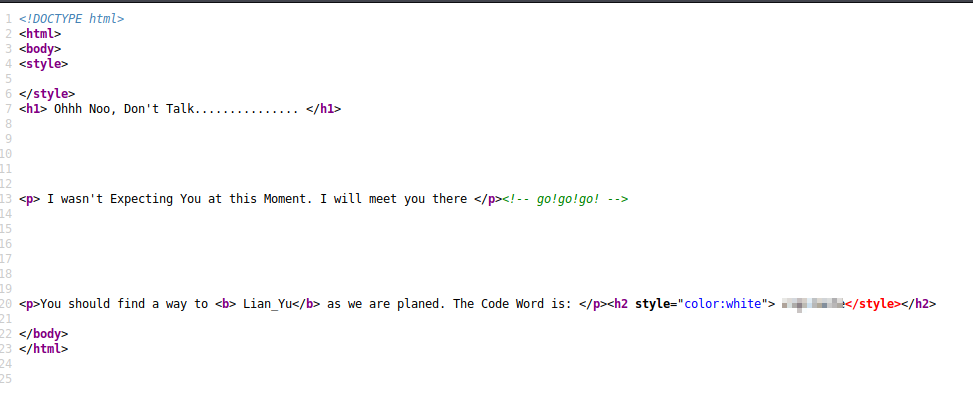 1 <!DOCTYPE html>
2 <html>
3 <body>
4 <style>
5
6 </style>
7 <h1> Ohhh Noo, Don't Talk............... </h1>
8
9
10
11
12
13 <p> I wasn't Expecting You at this Moment. I will meet you there </p><!-- go!go!go! -->
14
15
16
17
18
19
20 <p>You should find a way to <b> Lian_Yu</b> as we are planed. The Code Word is: </p><h2 style="color:white"> </style></h2>
21
22 </body>
23 </html>
24
25